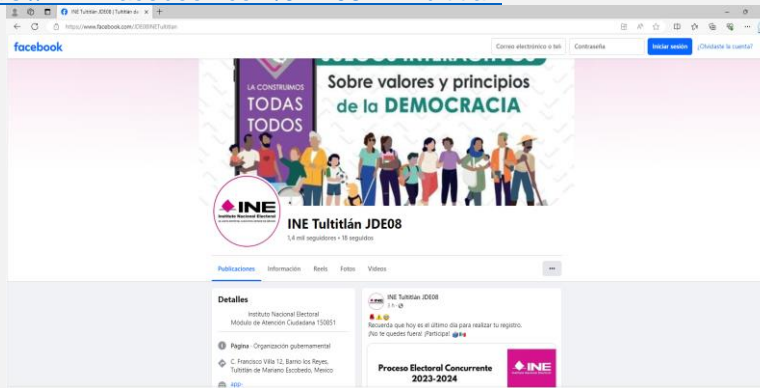 INE Tultitlán JDE08 | Tultitlán de
https://www.facebook.com/JDE08INETultitlan
facebook
Correo electrónico o tel
Contraseña
Iniciar sesión
¿Olvidaste la cuenta?
LA CONSTRUIMOS
TODAS
TODOS
Sobre valores y principios
de la DEMOCRACIA
INE
Instituto Nacional Electoral
INE Tultitlán JDE08
1,4 mil seguidores • 18 seguidos
Publicaciones
Información
Reels
Fotos
Videos
Detalles
Instituto Nacional Electoral
Módulo de Atención Ciudadana 150851
Página · Organización gubernamental
C. Francisco Villa 12, Barrio los Reyes,
Tultitlán de Mariano Escobedo, Mexico
INE Tultitlán JDE08
Recuerda que hoy es el último día para realizar tu registro.
¡No te quedes fuera! ¡Participa!
Proceso Electoral Concurrente
2023-2024
INE